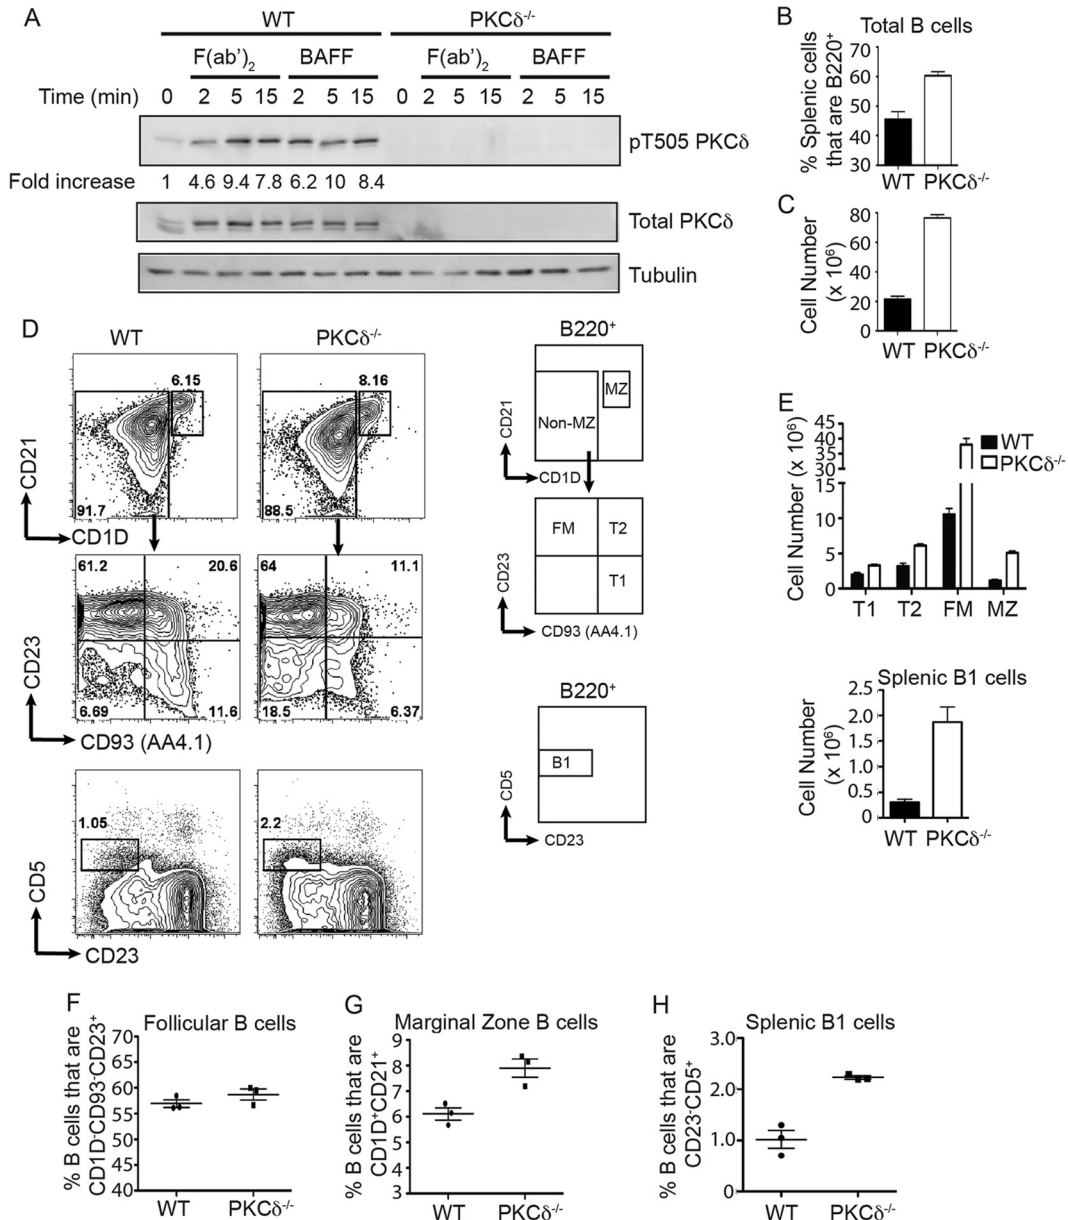 A
WT
PKCδ-/-
F(ab')2
BAFF
F(ab')2
BAFF
Time (min) 0 2 5 15 2 5 15 0 2 5 15 2 5 15
pT505 PKCδ
Fold increase 1 4.6 9.4 7.8 6.2 10 8.4
Total PKCδ
Tubulin
B
Total B cells
% Splenic cells
that are B220+
70
60
50
40
30
WT PKCδ-/-
C
Cell Number
(x 10⁶)
80
60
40
20
0
WT PKCδ-/-
D
WT
PKCδ-/-
6.15
91.7
8.16
88.5
CD21
CD1D
61.2 20.6
6.69 11.6
64 11.1
18.5 6.37
CD23
CD93 (AA4.1)
1.05
2.2
CD5
CD23
B220+
MZ
Non-MZ
CD21
CD1D
FM T2
T1
CD23
CD93 (AA4.1)
B220+
B1
CD5
CD23
E
Cell Number (x 10⁶)
45
40
35
30
15
10
5
0
WT
PKCδ-/-
T1 T2 FM MZ
Splenic B1 cells
Cell Number
(x 10⁶)
2.5
2.0
1.5
1.0
0.5
0
WT PKCδ-/-
F
Follicular B cells
% B cells that are
CD1D-CD93-CD23+
70
65
60
55
50
45
40
WT PKCδ-/-
G
Marginal Zone B cells
% B cells that are
CD1D+CD21+
9
8
7
6
5
4
3
WT PKCδ-/-
H
Splenic B1 cells
% B cells that are
CD23-CD5+
3.0
2.0
1.0
0
WT PKCδ-/-